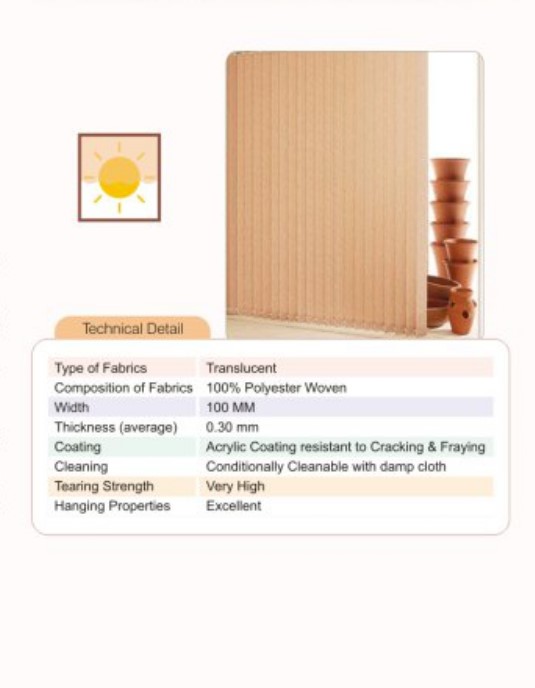 Technical Detail
Type of Fabrics Translucent
Composition of Fabrics 100% Polyester Woven
Width 100 MM
Thickness (average) 0.30 mm
Coating Acrylic Coating resistant to Cracking & Fraying
Cleaning Conditionally Cleanable with damp cloth
Tearing Strength Very High
Hanging Properties Excellent